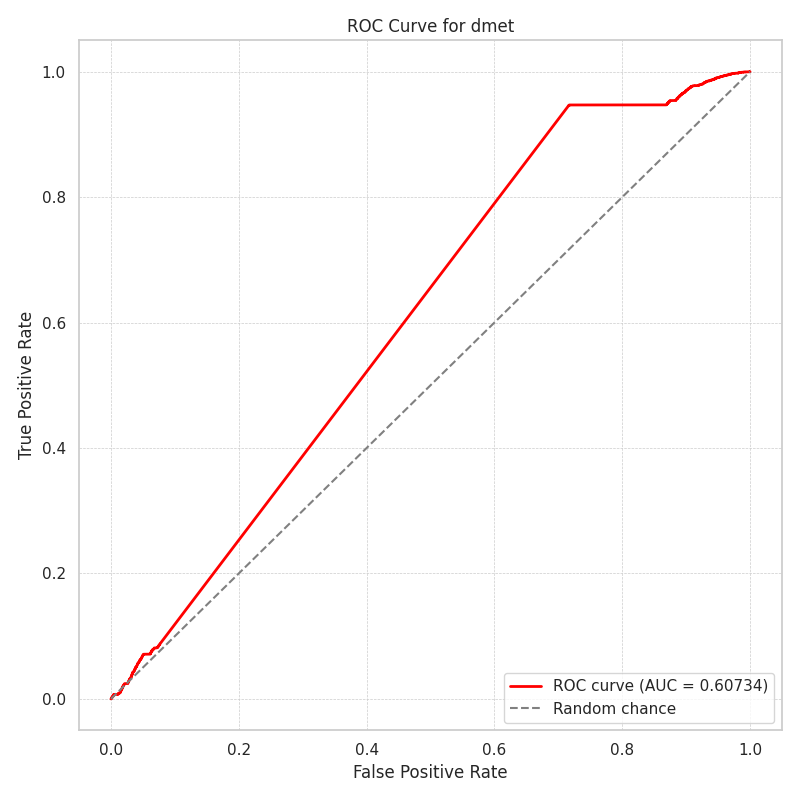 ROC Curve for dmet
True Positive Rate
1.0
0.8
0.6
0.4
0.2
0.0
0.0 0.2 0.4 0.6 0.8 1.0
False Positive Rate
ROC curve (AUC = 0.60734)
Random chance